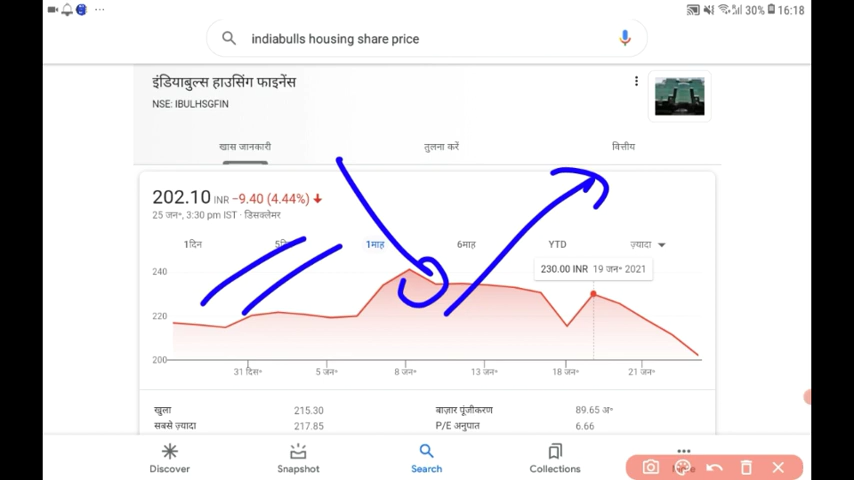 30% 16:18
indiabulls housing share price
इंडियाबुल्स हाउसिंग फाइनेंस
NSE: IBULHSGFIN
खास जानकारी तुलना करें वित्तीय
202.10 INR −9.40 (4.44%)
25 जन॰, 3:30 pm IST · डिसक्लेमर
1दिन 1माह 6माह YTD ज़्यादा
240
230.00 INR 19 जन॰ 2021
220
200
31 दिस॰ 5 जन॰ 8 जन॰ 13 जन॰ 18 जन॰ 21 जन॰
खुला 215.30 बाज़ार पूंजीकरण 89.65 अ॰
सबसे ज़्यादा 217.85 P/E अनुपात 6.66
Discover Snapshot Search Collections